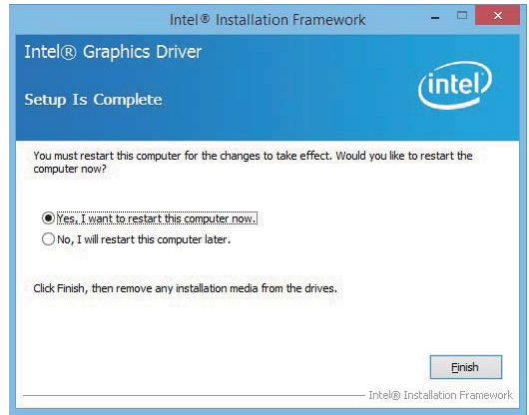 Intel® Installation Framework
Intel® Graphics Driver
Setup Is Complete
intel
You must restart this computer for the changes to take effect. Would you like to restart the
computer now?
Yes, I want to restart this computer now.
No, I will restart this computer later.
Click Finish, then remove any installation media from the drives.
Finish
Intel® Installation Framework